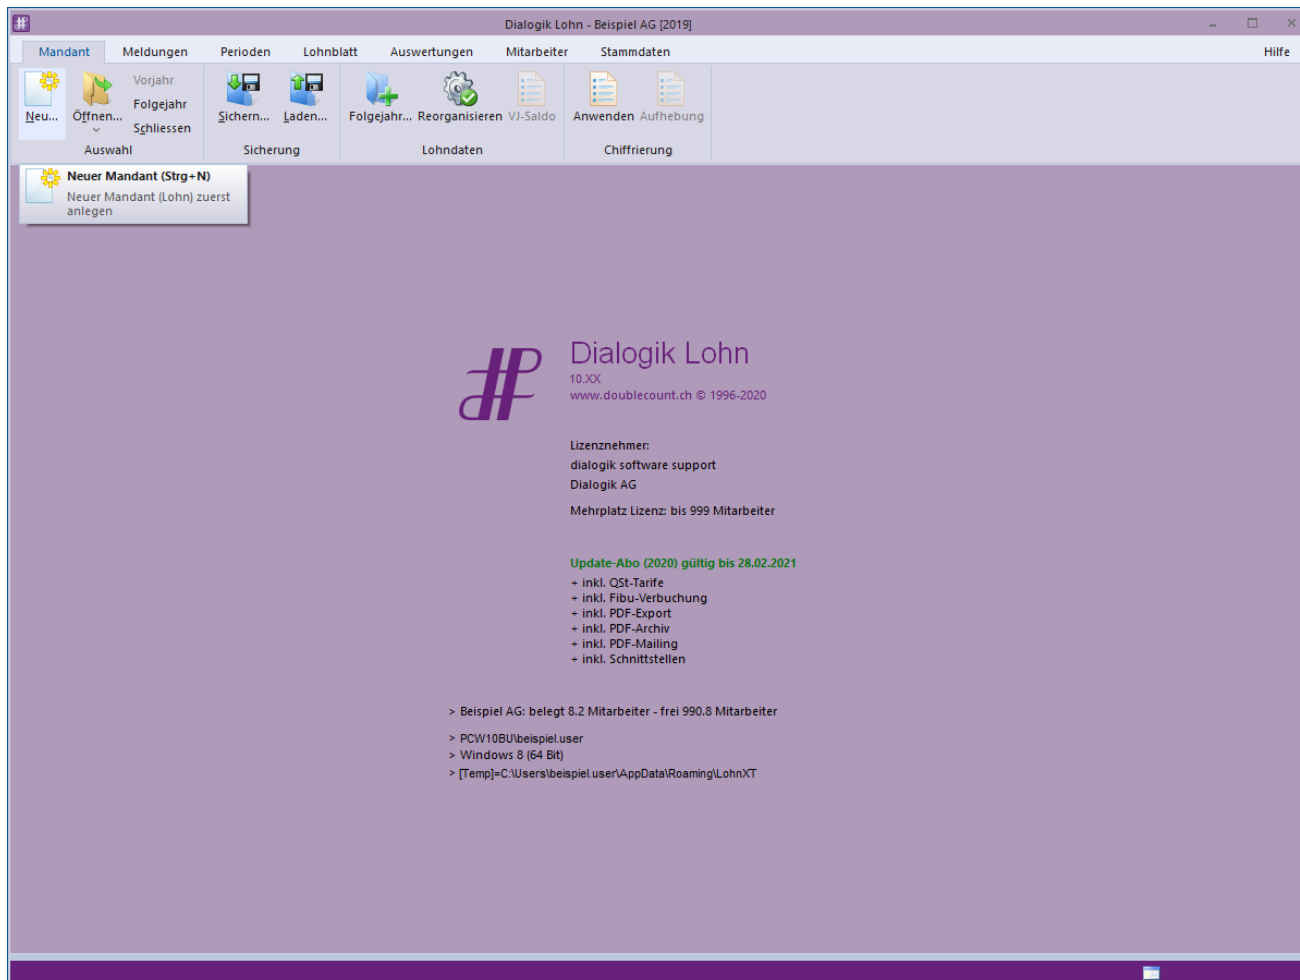 Dialogik Lohn - Beispiel AG [2019]
Mandant Meldungen Perioden Lohnblatt Auswertungen Mitarbeiter Stammdaten Hilfe
Neu... Öffnen... Vorjahr Folgejahr Schliessen
Sichern... Laden... Folgejahr... Reorganisieren VJ-Saldo Anwenden Aufhebung
Auswahl Sicherung Lohndaten Chiffrierung
Neuer Mandant (Strg+N)
Neuer Mandant (Lohn) zuerst
anlegen
Dialogik Lohn
10.XX
www.doublecount.ch © 1996-2020
Lizenznehmer:
dialogik software support
Dialogik AG
Mehrplatz Lizenz: bis 999 Mitarbeiter
Update-Abo (2020) gültig bis 28.02.2021
+ inkl. QSt-Tarife
+ inkl. Fibu-Verbuchung
+ inkl. PDF-Export
+ inkl. PDF-Archiv
+ inkl. PDF-Mailing
+ inkl. Schnittstellen
> Beispiel AG: belegt 8.2 Mitarbeiter - frei 990.8 Mitarbeiter
> PCW10BU\beispiel.user
> Windows 8 (64 Bit)
> [Temp]=C:\Users\beispiel.user\AppData\Roaming\LohnXT